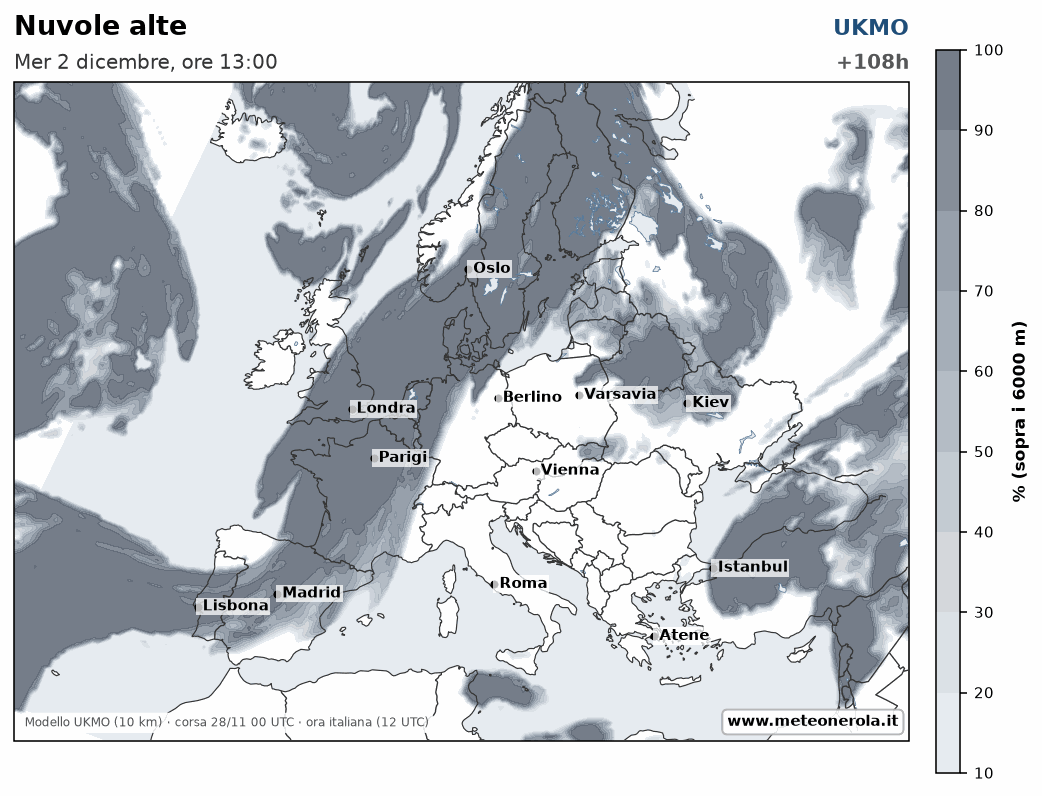 Nuvole alte
UKMO
Mer 2 dicembre, ore 13:00
+108h
100
90
80
70
60
50
40
30
20
10
% (sopra i 6000 m)
Oslo
Londra
Berlino
Varsavia
Kiev
Parigi
Vienna
Istanbul
Roma
Madrid
Lisbona
Atene
Modello UKMO (10 km) · corsa 28/11 00 UTC · ora italiana (12 UTC)
www.meteonerola.it